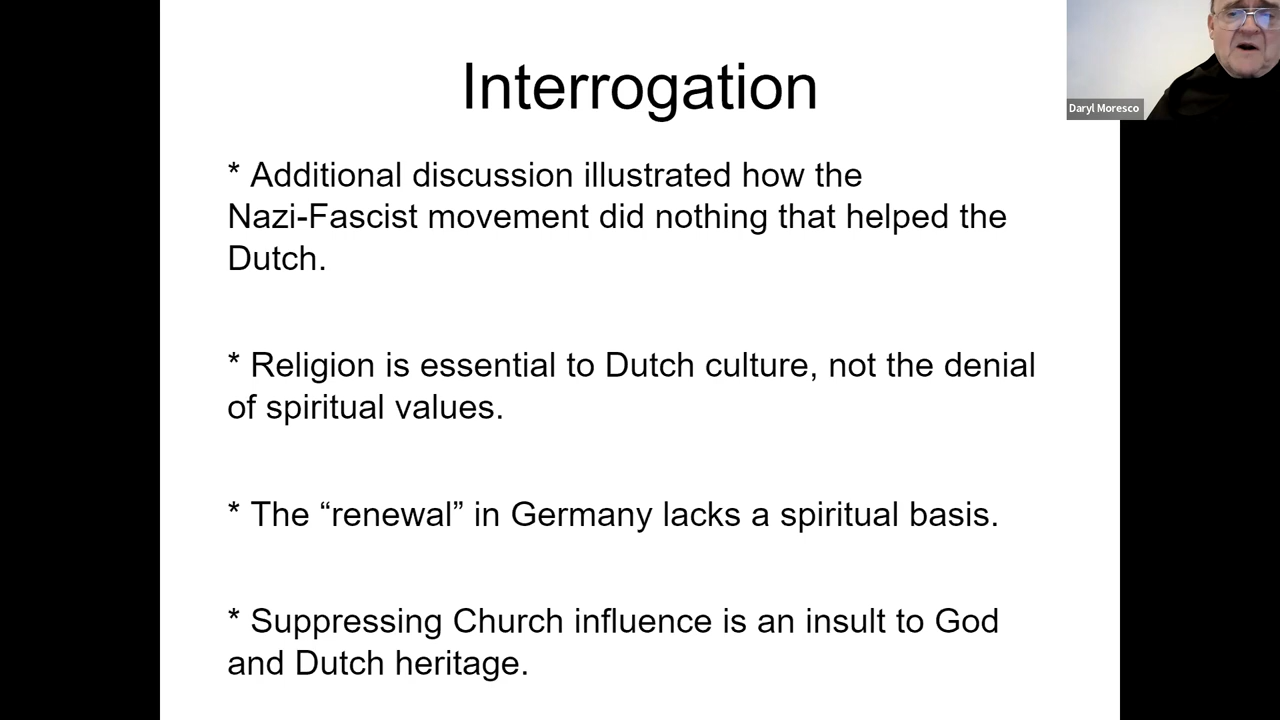 Interrogation
Daryl Moresco
* Additional discussion illustrated how the
Nazi-Fascist movement did nothing that helped the
Dutch.
* Religion is essential to Dutch culture, not the denial
of spiritual values.
* The “renewal” in Germany lacks a spiritual basis.
* Suppressing Church influence is an insult to God
and Dutch heritage.